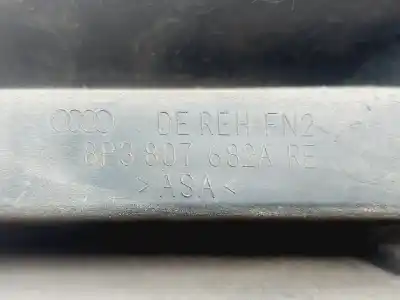 DE REH FN2
8P3 807 682A RE
>ASA<